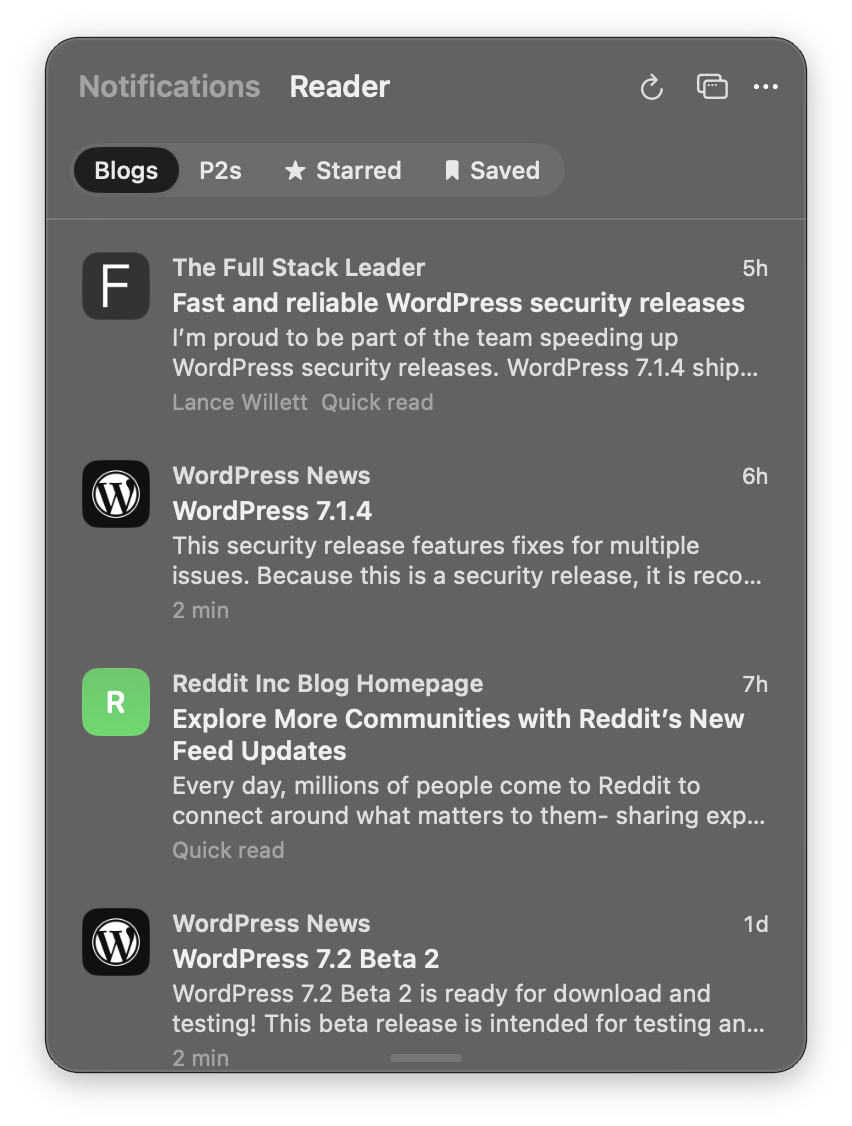 Notifications Reader
Blogs P2s Starred Saved
F
The Full Stack Leader 5h
Fast and reliable WordPress security releases
I’m proud to be part of the team speeding up
WordPress security releases. WordPress 7.1.4 ship...
Lance Willett Quick read
W
WordPress News 6h
WordPress 7.1.4
This security release features fixes for multiple
issues. Because this is a security release, it is reco...
2 min
R
Reddit Inc Blog Homepage 7h
Explore More Communities with Reddit’s New
Feed Updates
Every day, millions of people come to Reddit to
connect around what matters to them- sharing exp...
Quick read
W
WordPress News 1d
WordPress 7.2 Beta 2
WordPress 7.2 Beta 2 is ready for download and
testing! This beta release is intended for testing an...
2 min